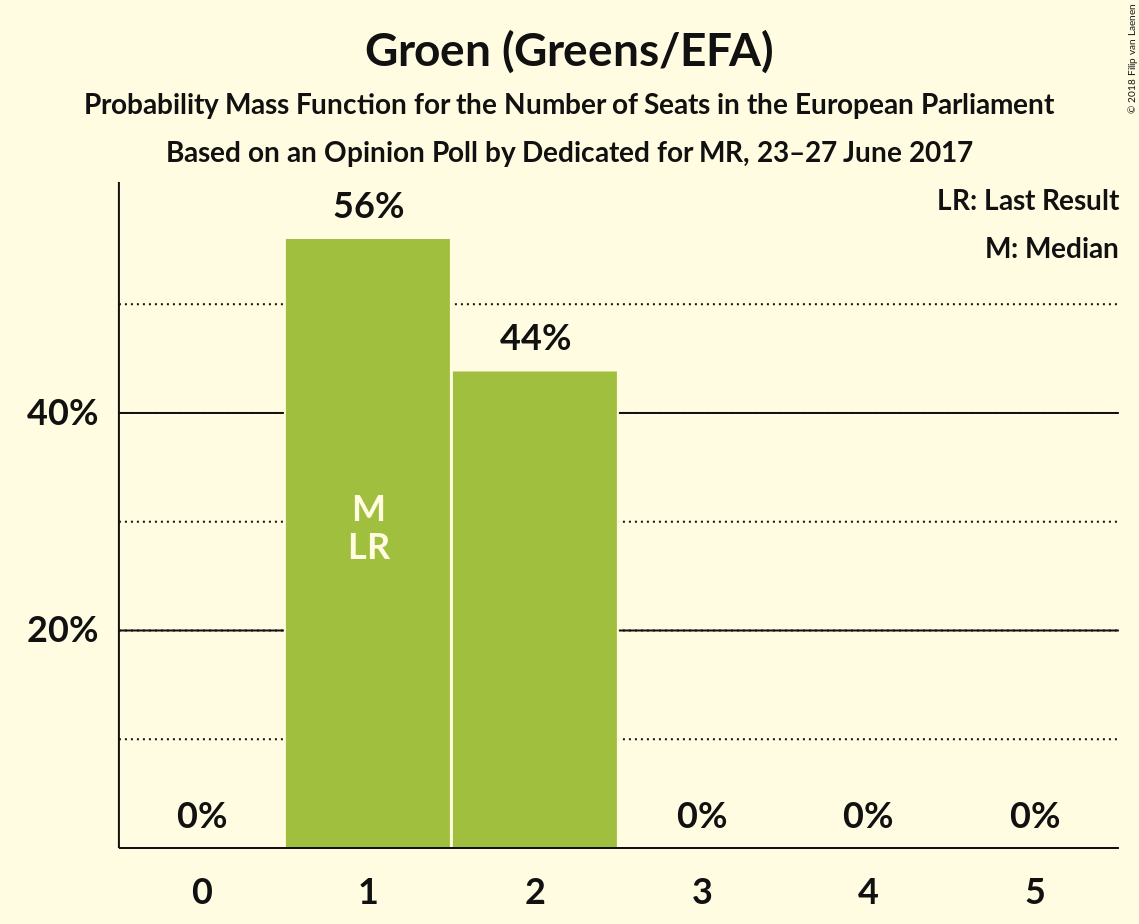 Groen (Greens/EFA)
Probability Mass Function for the Number of Seats in the European Parliament
Based on an Opinion Poll by Dedicated for MR, 23–27 June 2017
© 2018 Filip van Laenen
LR: Last Result
M: Median
56%
44%
40%
20%
M
LR
0%
0%
0%
0%
0
1
2
3
4
5